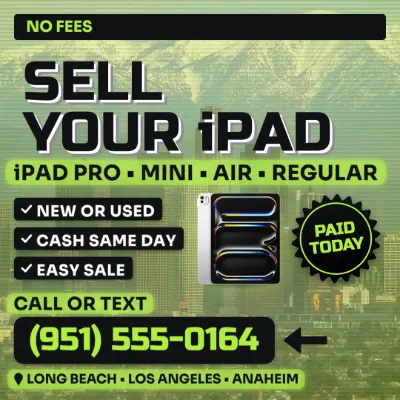 NO FEES
SELL
YOUR iPAD
iPAD PRO • MINI • AIR • REGULAR
✓ NEW OR USED
✓ CASH SAME DAY
✓ EASY SALE
PAID
TODAY
CALL OR TEXT
(951) 555-0164
LONG BEACH • LOS ANGELES • ANAHEIM